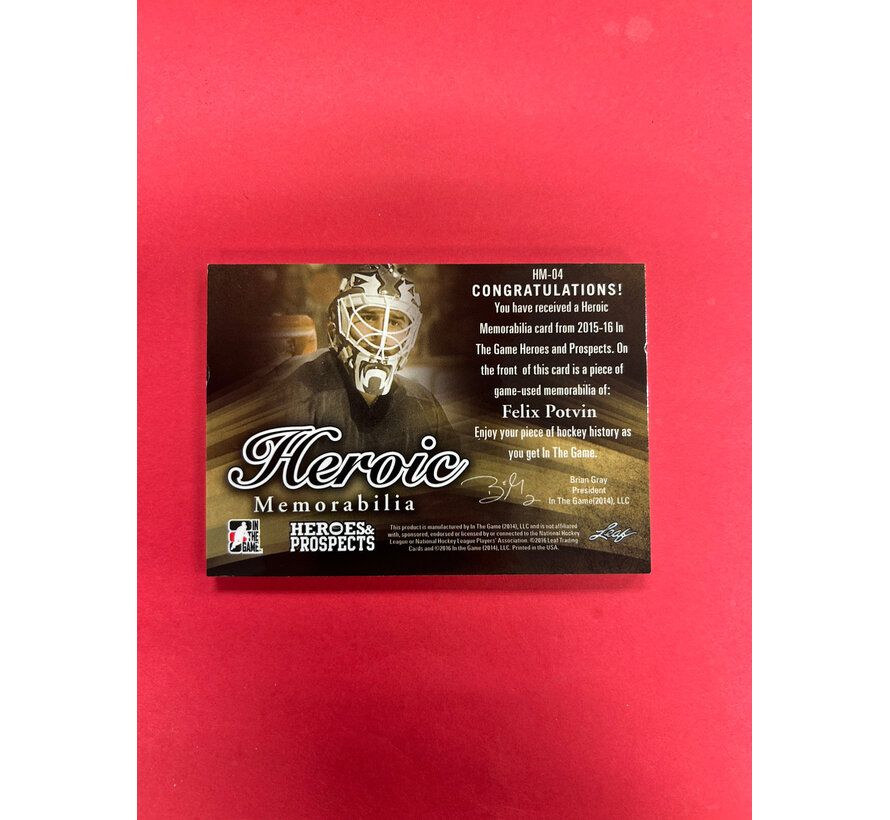 HM-04
CONGRATULATIONS!
You have received a Heroic
Memorabilia card from 2015-16 In
The Game Heroes and Prospects. On
the front of this card is a piece of
game-used memorabilia of:
Felix Potvin
Enjoy your piece of hockey history as
you get In The Game.
Heroic
Memorabilia
Brian Gray
President
In The Game(2014), LLC
IN
THE
GAME
HEROES&
PROSPECTS
This product is manufactured by In The Game (2014), LLC and is not affiliated
with, sponsored, endorsed or licensed by or connected to the National Hockey
League or National Hockey League Players' Association. ©2016 Leaf Trading
Cards and ©2016 In the Game (2014), LLC. Printed in the USA.
Leaf